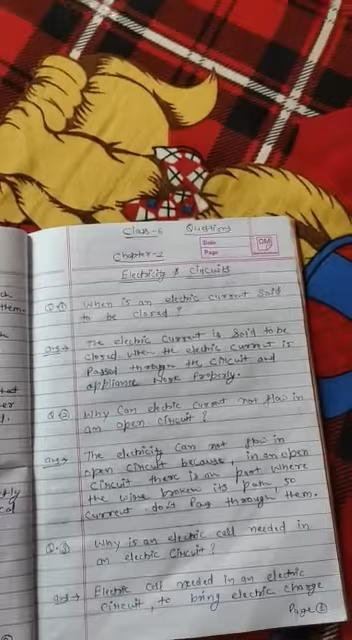 Class-6 Questions
Date
Page
Chapter-2
Electricity & Circuits
Q.① When is an electric current said
to be closed?
ans→ The electric current is said to be
closed when the electric current is
Passed through the circuit and
appliance work Properly.
Q.② Why Can electric current not flow in
an open circuit?
ans→ The electricity can not flow in
open circuit because, in an open
circuit there is an part where
the wire broken its path, so
current don't Pass through them.
Q.3 Why is an electric cell needed in
an electric Circuit?
ans→ Electric cell needed in an electric
circuit, to bring electric charge
Page ①
them.